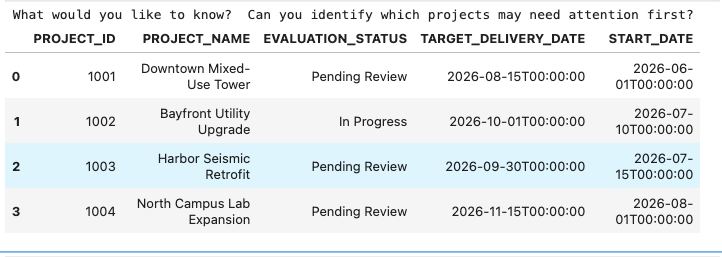 What would you like to know?  Can you identify which projects may need attention first?
PROJECT_ID PROJECT_NAME EVALUATION_STATUS TARGET_DELIVERY_DATE START_DATE
0 1001 Downtown Mixed-Use Tower Pending Review 2026-08-15T00:00:00 2026-06-01T00:00:00
1 1002 Bayfront Utility Upgrade In Progress 2026-10-01T00:00:00 2026-07-10T00:00:00
2 1003 Harbor Seismic Retrofit Pending Review 2026-09-30T00:00:00 2026-07-15T00:00:00
3 1004 North Campus Lab Expansion Pending Review 2026-11-15T00:00:00 2026-08-01T00:00:00